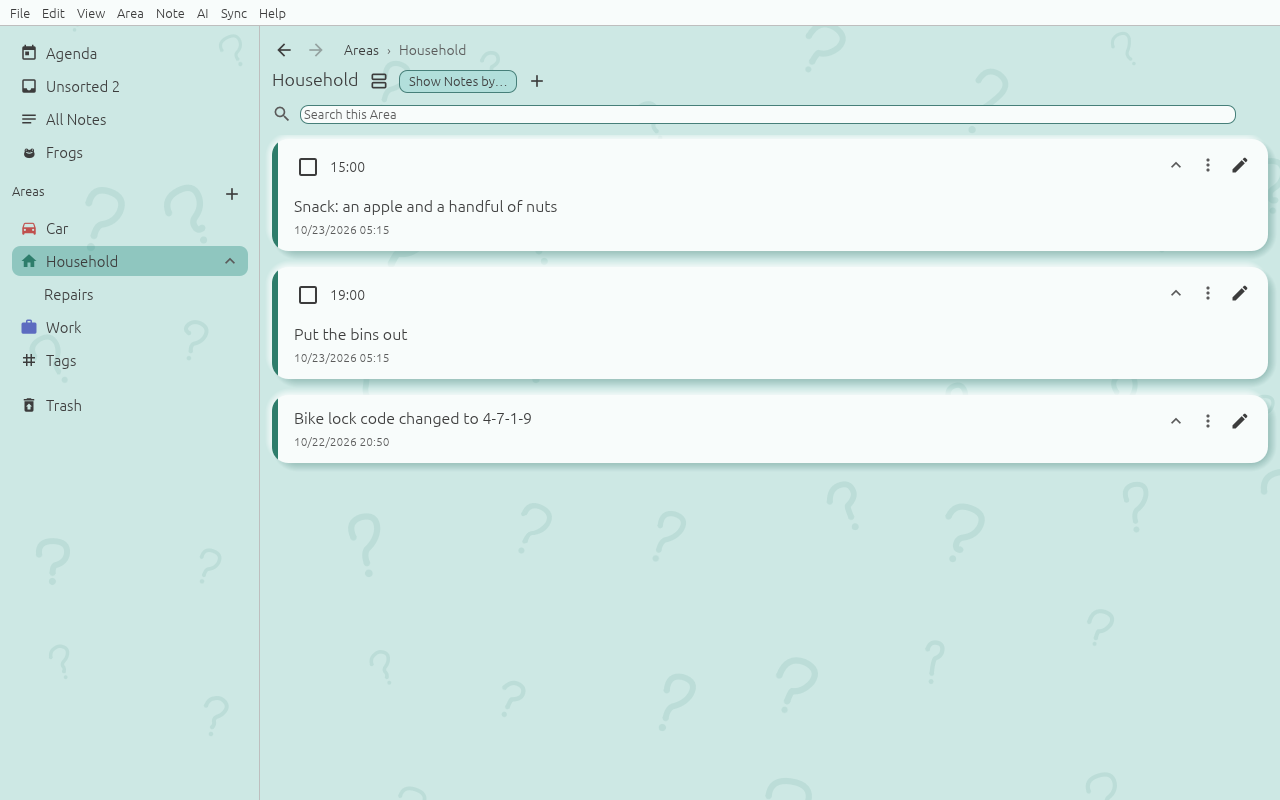 File Edit View Area Note AI Sync Help
Agenda
Unsorted 2
All Notes
Frogs
Areas
Car
Household
Repairs
Work
Tags
Trash
Areas › Household
Household Show Notes by…
Search this Area
15:00
Snack: an apple and a handful of nuts
10/23/2026 05:15
19:00
Put the bins out
10/23/2026 05:15
Bike lock code changed to 4-7-1-9
10/22/2026 20:50